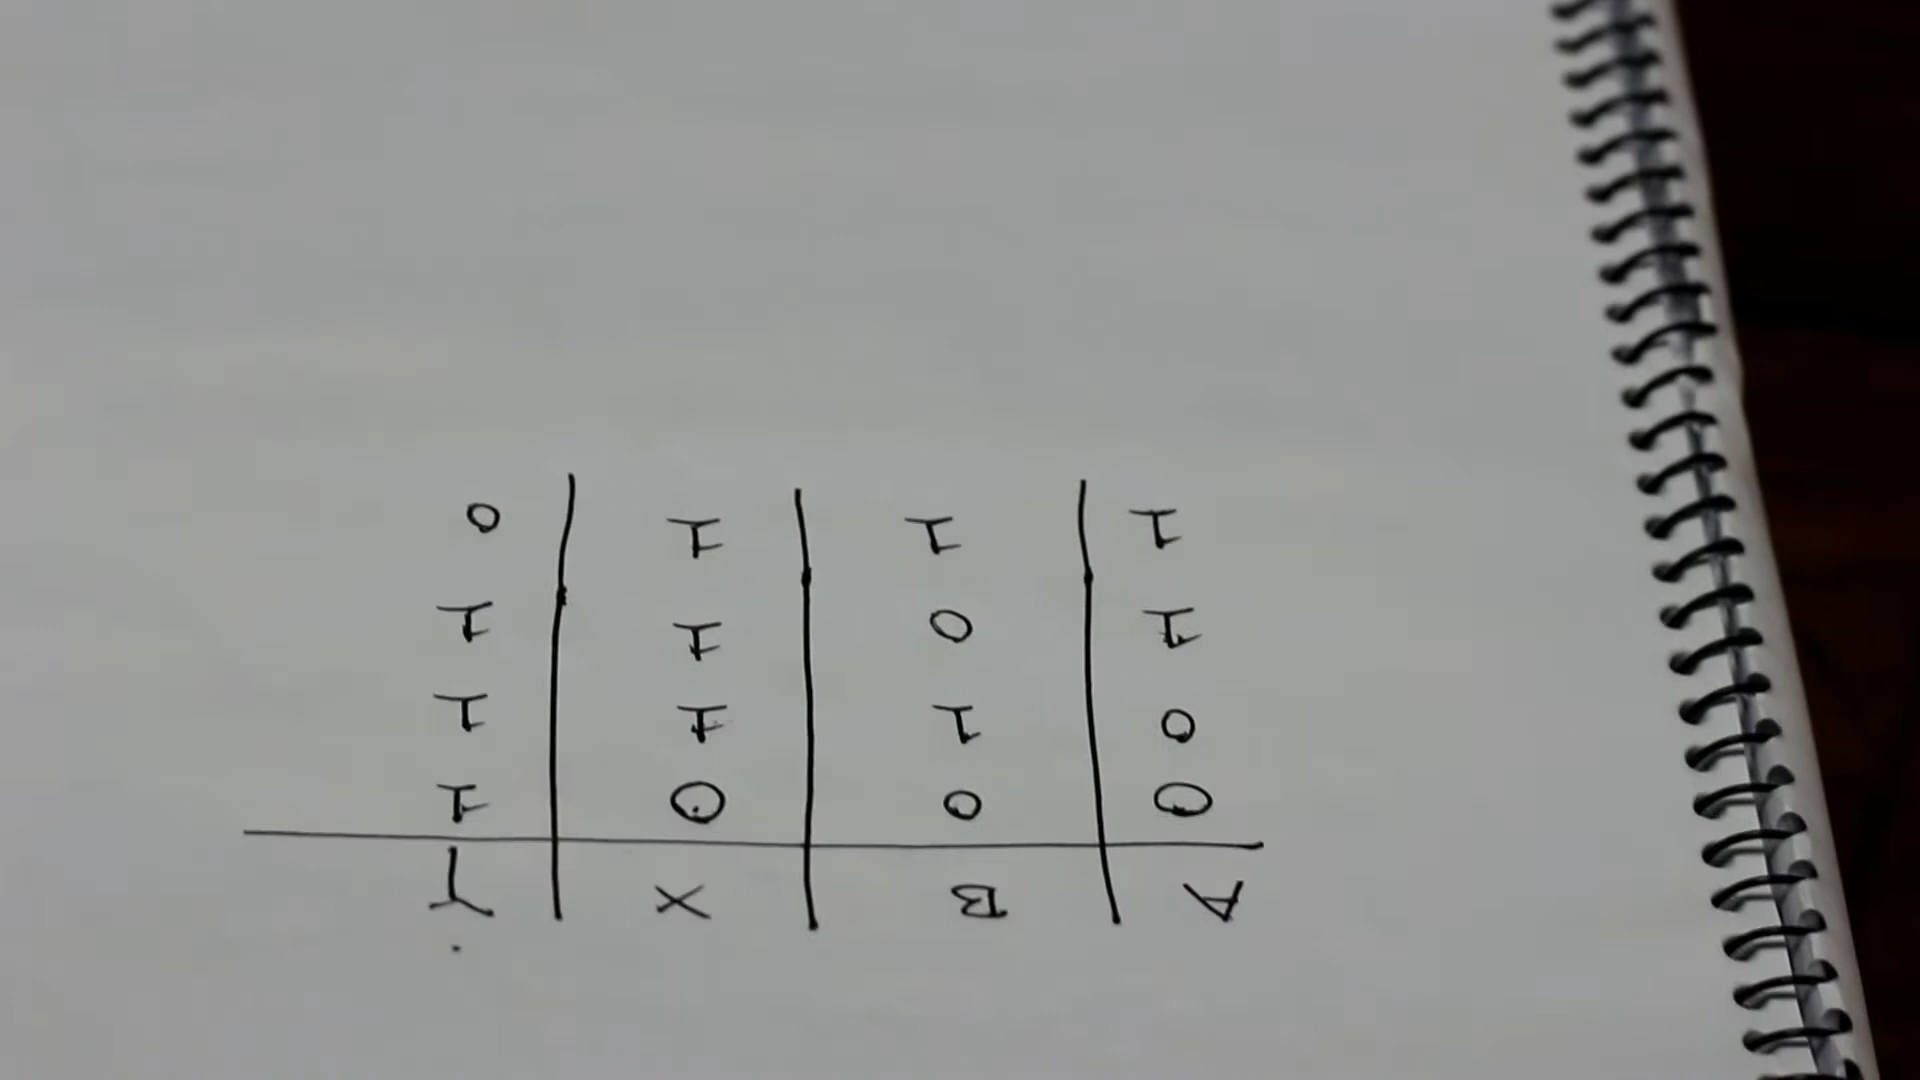 A | B | X | Y
0 | 0 | 0 | 1
0 | 1 | 1 | 1
1 | 0 | 1 | 1
1 | 1 | 1 | 0